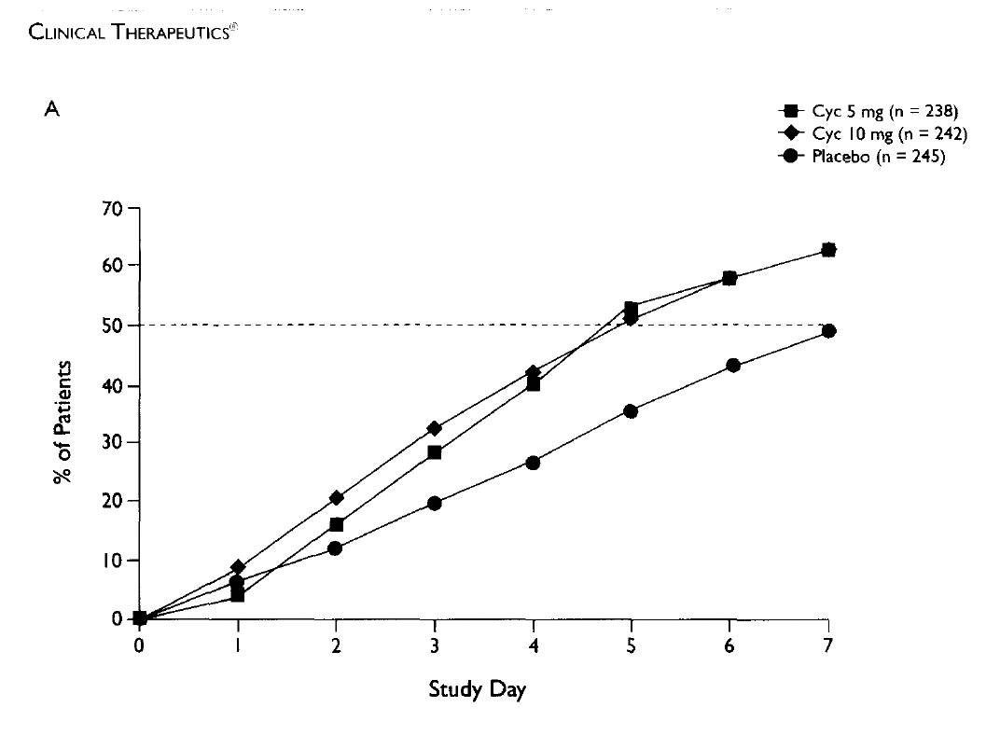 CLINICAL THERAPEUTICS®
A
Cyc 5 mg (n = 238)
Cyc 10 mg (n = 242)
Placebo (n = 245)
70
60
50
40
30
20
10
0
% of Patients
0 1 2 3 4 5 6 7
Study Day